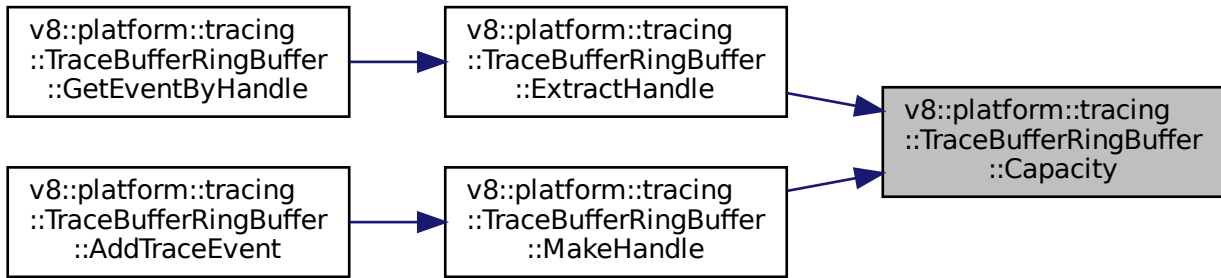 v8::platform::tracing
::TraceBufferRingBuffer
::GetEventByHandle
v8::platform::tracing
::TraceBufferRingBuffer
::ExtractHandle
v8::platform::tracing
::TraceBufferRingBuffer
::Capacity
v8::platform::tracing
::TraceBufferRingBuffer
::AddTraceEvent
v8::platform::tracing
::TraceBufferRingBuffer
::MakeHandle